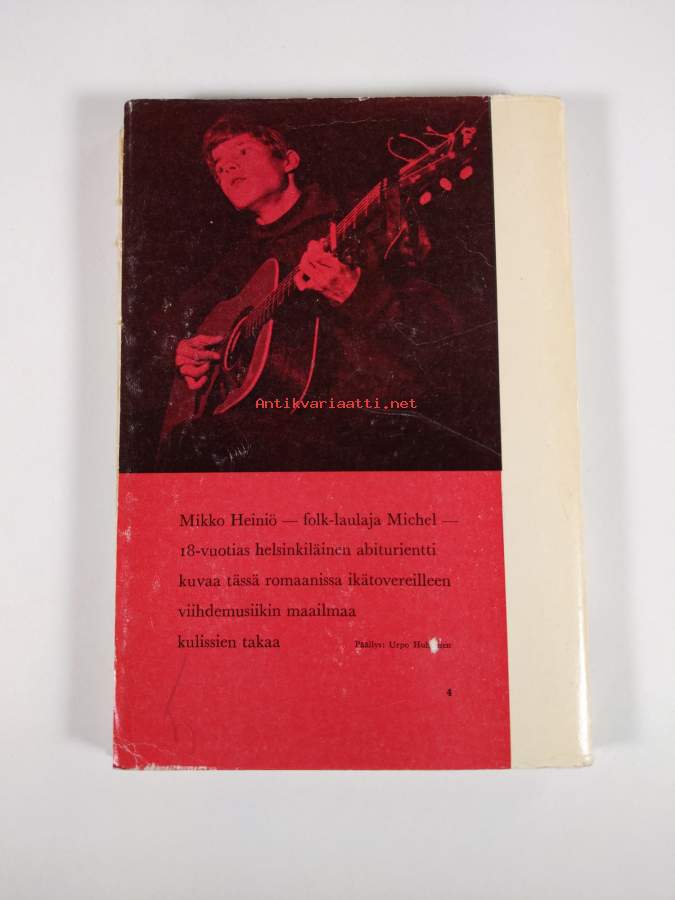 Antikvariaatti.net
Mikko Heiniö — folk-laulaja Michel —
18-vuotias helsinkiläinen abiturientti
kuvaa tässä romaanissa ikätovereilleen
viihdemusiikin maailmaa
kulissien takaa
Päällys: Urpo
4